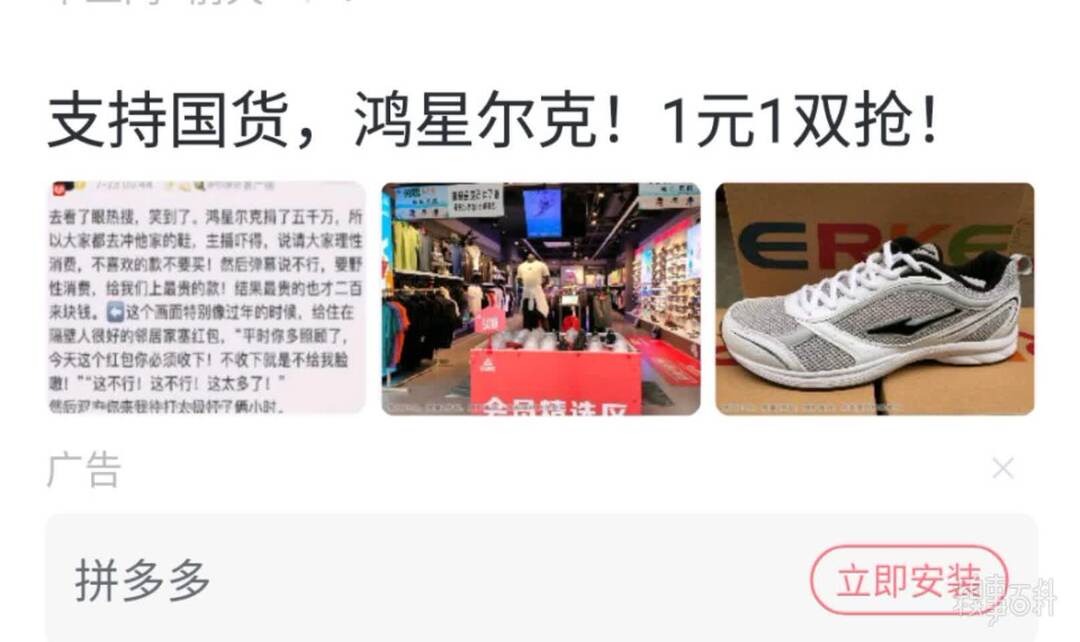 支持国货，鸿星尔克！1元1双抢！
去看了眼热搜，笑到了。鸿星尔克捐了五千万，所
以大家都去冲他家的鞋，主播吓得，说请大家理性
消费，不喜欢的款不要买！然后弹幕说不行，要野
性消费，给我们上最贵的款！结果最贵的也才二百
来块钱。⬅️这个画面特别像过年的时候，给住在
隔壁人很好的邻居家塞红包，“平时你多照顾了，
今天这个红包你必须收下！不收下就是不给我脸
嗷！”“这不行！这不行！这太多了！”
然后双方你来我往打太极打了俩小时。
ERKE
广告
拼多多
立即安装